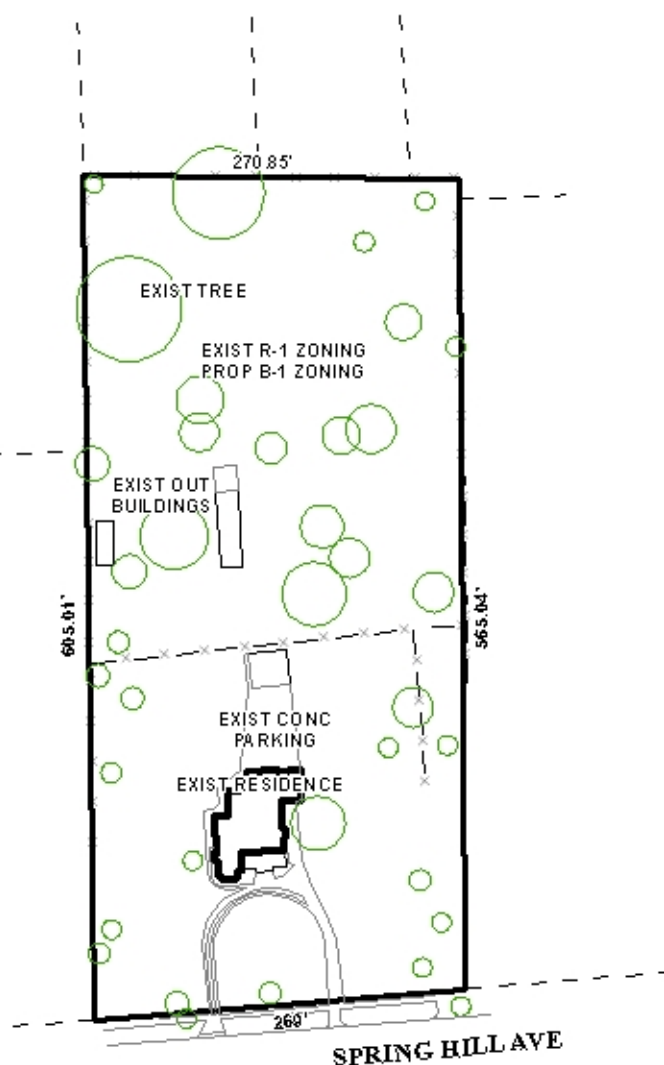 270.85'
EXIST TREE
EXIST R-1 ZONING
PROP B-1 ZONING
EXIST OUT
BUILDINGS
605.01'
565.04'
EXIST CONC
PARKING
EXIST RESIDENCE
269'
SPRING HILL AVE